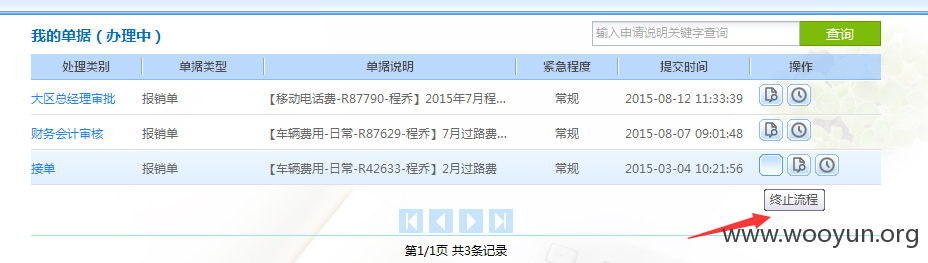 我的单据（办理中）
输入申请说明关键字查询 查询
处理类别 单据类型 单据说明 紧急程度 提交时间 操作
大区总经理审批 报销单 【移动电话费-R87790-程乔】2015年7月程... 常规 2015-08-12 11:33:39
财务会计审核 报销单 【车辆费用-日常-R87629-程乔】7月过路费... 常规 2015-08-07 09:01:48
接单 报销单 【车辆费用-日常-R42633-程乔】2月过路费 常规 2015-03-04 10:21:56
终止流程
www.wooyun.org
第1/1页 共3条记录